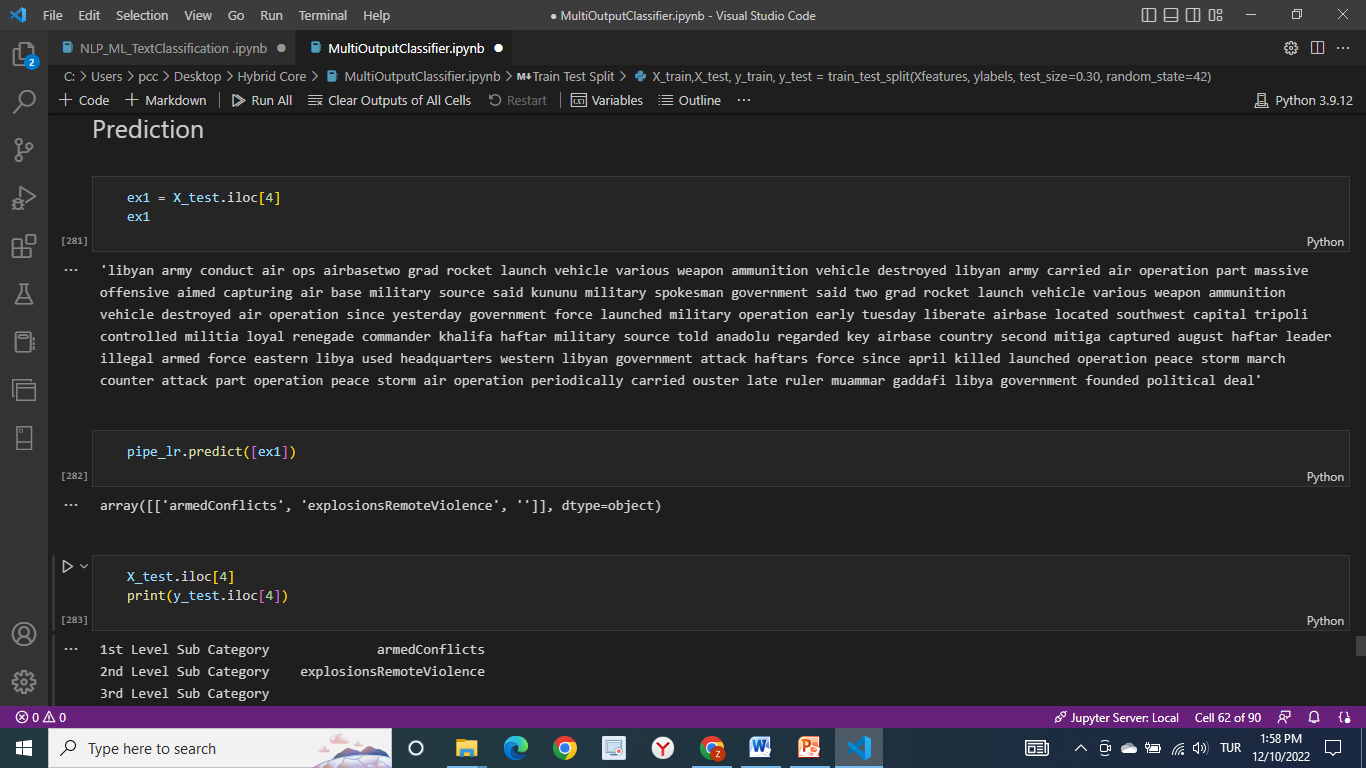 File Edit Selection View Go Run Terminal Help
● MultiOutputClassifier.ipynb - Visual Studio Code
NLP_ML_TextClassification .ipynb ●
MultiOutputClassifier.ipynb ●
C: > Users > pcc > Desktop > Hybrid Core > MultiOutputClassifier.ipynb > M↓Train Test Split > X_train,X_test, y_train, y_test = train_test_split(Xfeatures, ylabels, test_size=0.30, random_state=42)
+ Code + Markdown | Run All Clear Outputs of All Cells Restart | Variables Outline ··· Python 3.9.12
Prediction
ex1 = X_test.iloc[4]
ex1
[281]
Python
··· 'libyan army conduct air ops airbasetwo grad rocket launch vehicle various weapon ammunition vehicle destroyed libyan army carried air operation part massive
offensive aimed capturing air base military source said kununu military spokesman government said two grad rocket launch vehicle various weapon ammunition
vehicle destroyed air operation since yesterday government force launched military operation early tuesday liberate airbase located southwest capital tripoli
controlled militia loyal renegade commander khalifa haftar military source told anadolu regarded key airbase country second mitiga captured august haftar leader
illegal armed force eastern libya used headquarters western libyan government attack haftars force since april killed launched operation peace storm march
counter attack part operation peace storm air operation periodically carried ouster late ruler muammar gaddafi libya government founded political deal'
pipe_lr.predict([ex1])
[282]
Python
··· array([['armedConflicts', 'explosionsRemoteViolence', '']], dtype=object)
X_test.iloc[4]
print(y_test.iloc[4])
[283]
Python
··· 1st Level Sub Category armedConflicts
2nd Level Sub Category explosionsRemoteViolence
3rd Level Sub Category
2
0 0 Jupyter Server: Local Cell 62 of 90
Type here to search
Y
Z
W
P
TUR
1:58 PM
12/10/2022